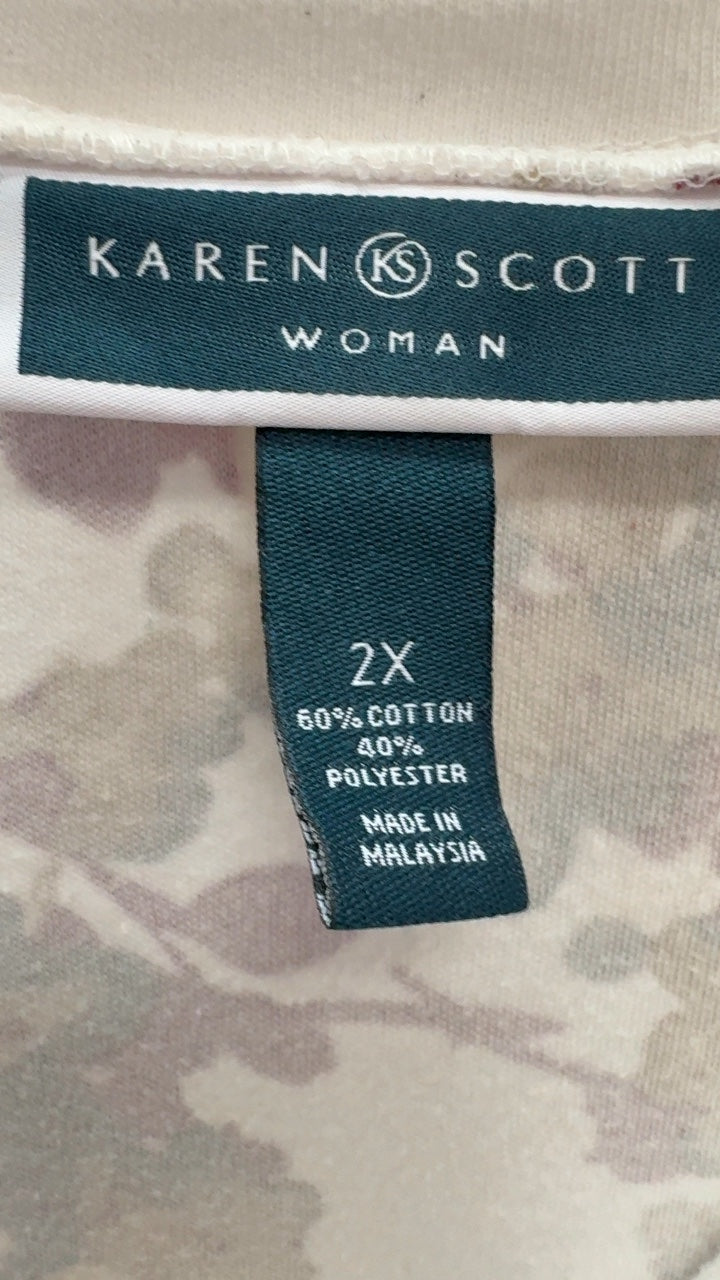 KAREN KS SCOTT
WOMAN
2X
60% COTTON
40%
POLYESTER
MADE IN
MALAYSIA